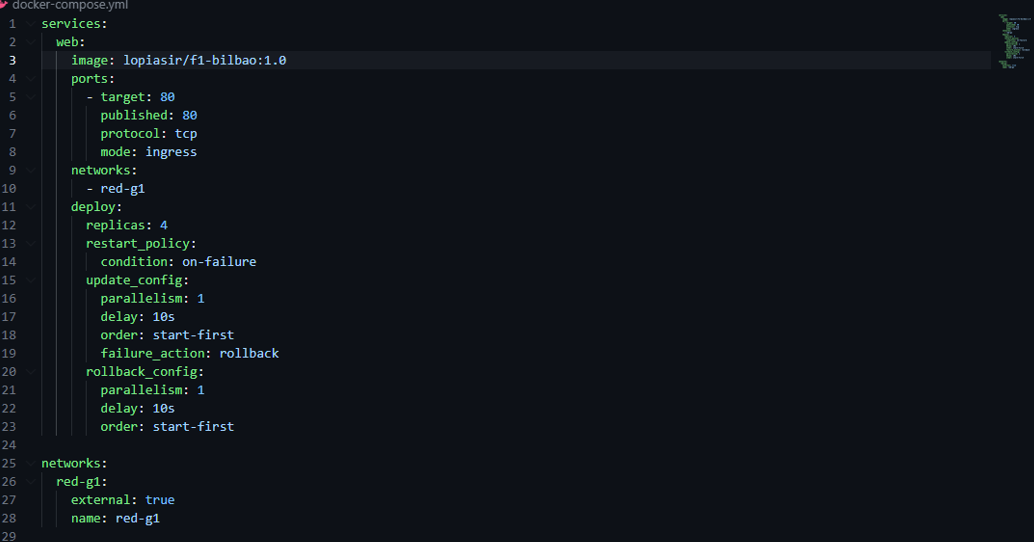 docker-compose.yml
1 services:
2   web:
3     image: lopiasir/f1-bilbao:1.0
4     ports:
5       - target: 80
6         published: 80
7         protocol: tcp
8         mode: ingress
9     networks:
10       - red-g1
11     deploy:
12       replicas: 4
13       restart_policy:
14         condition: on-failure
15       update_config:
16         parallelism: 1
17         delay: 10s
18         order: start-first
19         failure_action: rollback
20       rollback_config:
21         parallelism: 1
22         delay: 10s
23         order: start-first
24
25 networks:
26   red-g1:
27     external: true
28     name: red-g1
29